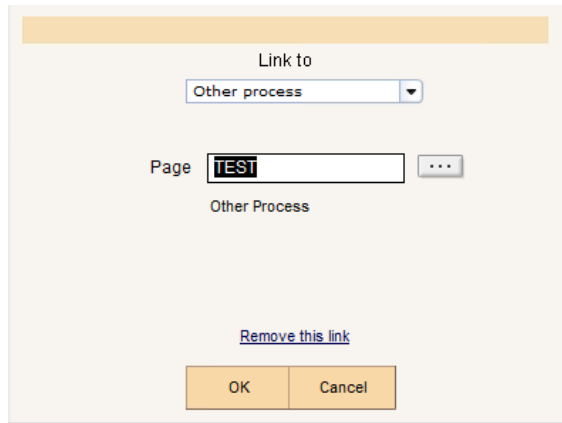 Link to
Other process
Page TEST ...
Other Process
Remove this link
OK Cancel